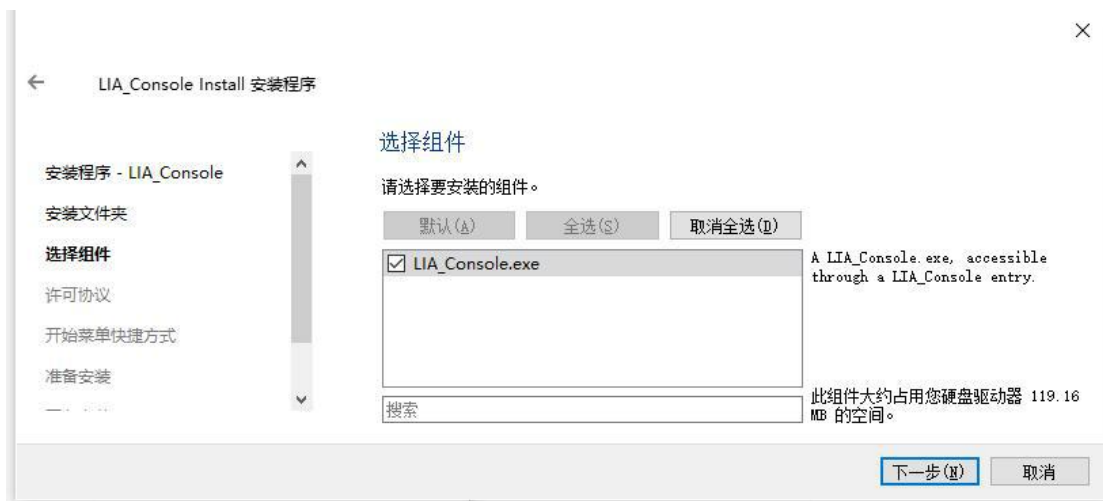 LIA_Console Install 安装程序
安装程序 - LIA_Console
安装文件夹
选择组件
许可协议
开始菜单快捷方式
准备安装
选择组件
请选择要安装的组件。
默认(A)
全选(S)
取消全选(D)
LIA_Console.exe
A LIA_Console.exe, accessible
through a LIA_Console entry.
搜索
此组件大约占用您硬盘驱动器 119.16
MB 的空间。
下一步(N)
取消